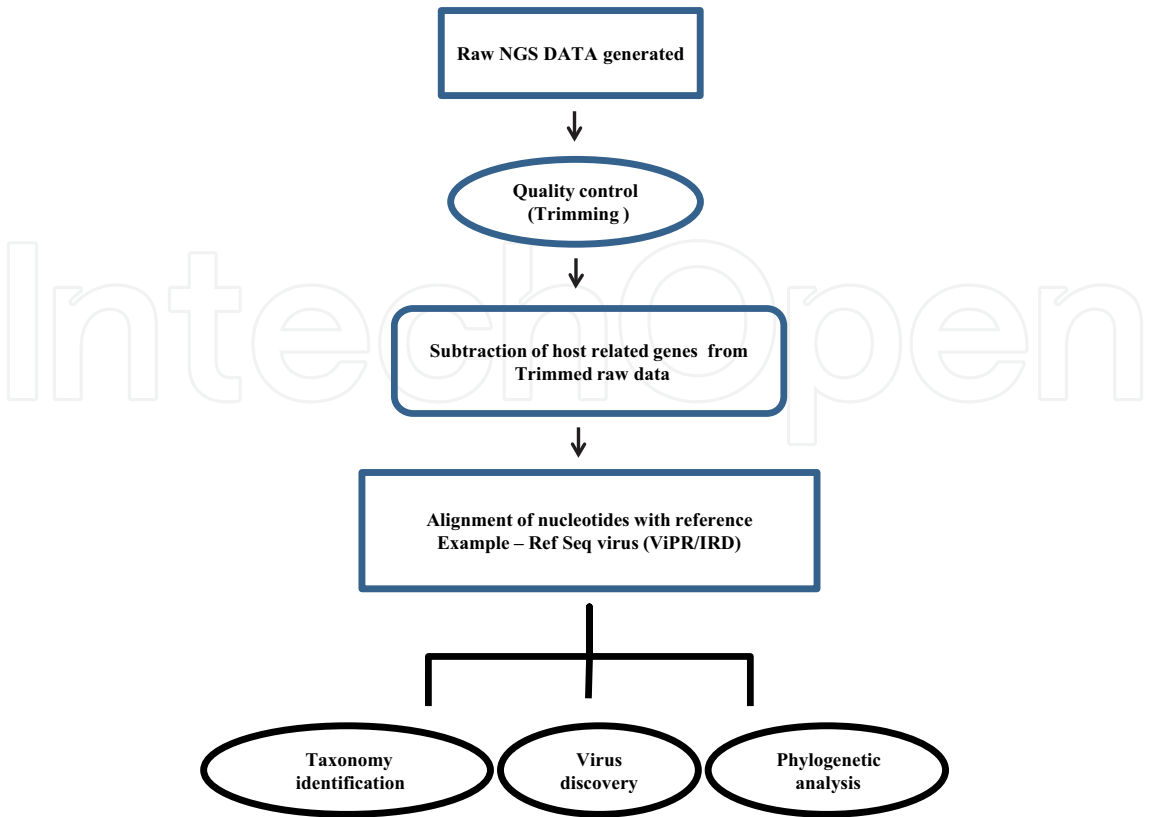 Raw NGS DATA generated
Quality control
(Trimming )
IntechOpen
Subtraction of host related genes from
Trimmed raw data
Alignment of nucleotides with reference
Example – Ref Seq virus (ViPR/IRD)
Taxonomy
identification
Virus
discovery
Phylogenetic
analysis